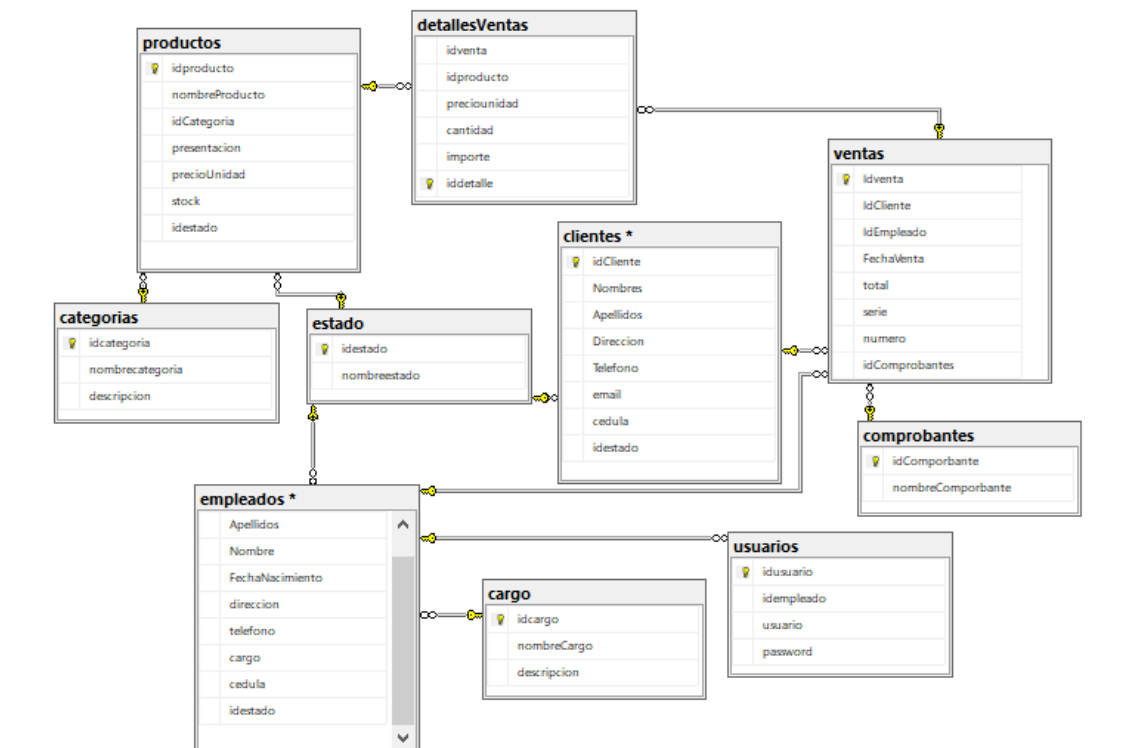 productos
idproducto
nombreProducto
idCategoria
presentacion
precioUnidad
stock
idestado
detallesVentas
idventa
idproducto
preciounidad
cantidad
importe
iddetalle
ventas
Idventa
IdCliente
IdEmpleado
FechaVenta
total
serie
numero
idComprobantes
clientes *
idCliente
Nombres
Apellidos
Direccion
Telefono
email
cedula
idestado
categorias
idcategoria
nombrecategoria
descripcion
estado
idestado
nombreestado
comprobantes
idComporbante
nombreComporbante
empleados *
Apellidos
Nombre
FechaNacimiento
direccion
telefono
cargo
cedula
idestado
cargo
idcargo
nombreCargo
descripcion
usuarios
idusuario
idempleado
usuario
password